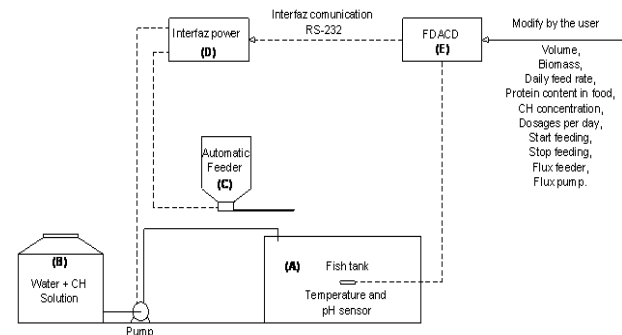 Interfaz comunication
RS-232
Modify by the user
Interfaz power
(D)
FDACD
(E)
Volume,
Biomass,
Daily feed rate,
Protein content in food,
CH concentration,
Dosages per day,
Start feeding,
Stop feeding,
Flux feeder,
Flux pump.
Automatic
Feeder
(C)
(B)
Water + CH
Solution
Pump
(A) Fish tank
Temperature and
pH sensor